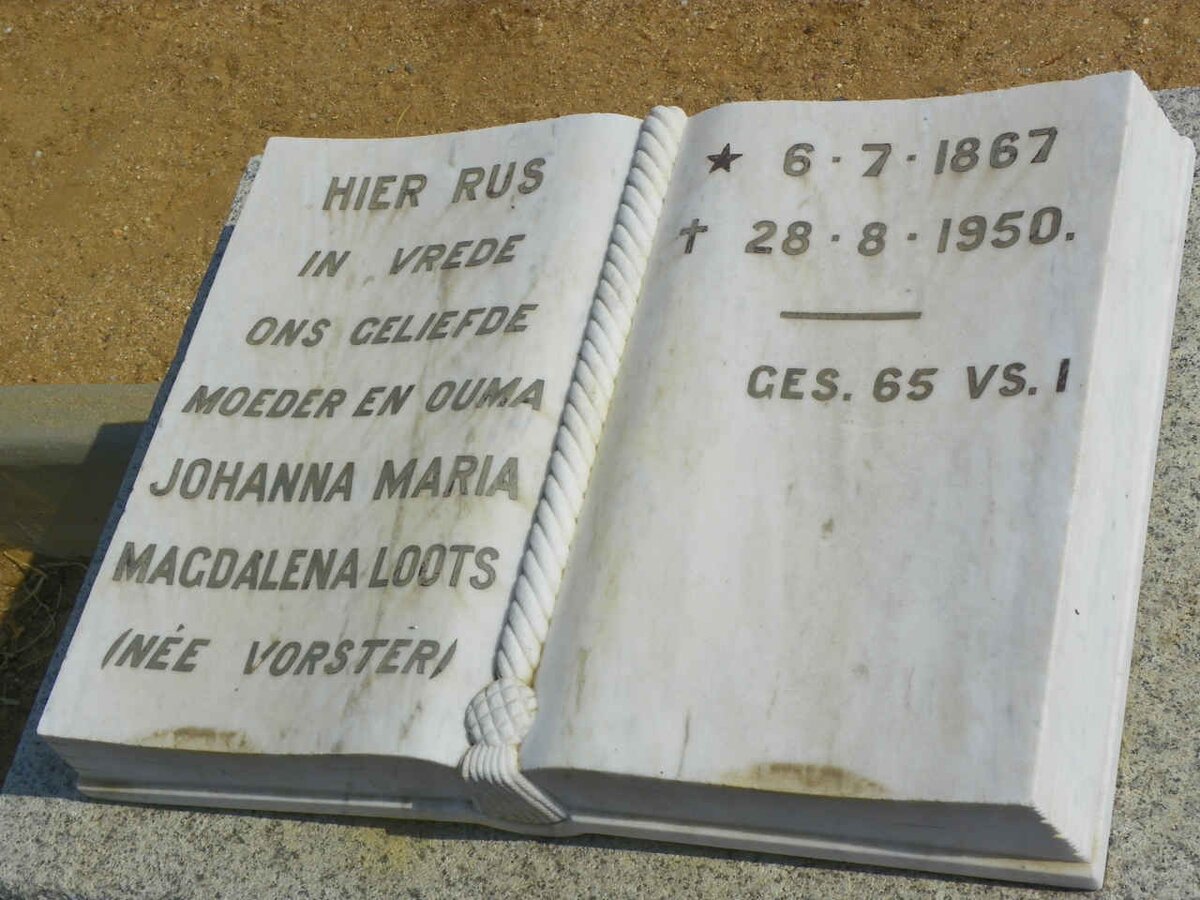 HIER RUS
IN VREDE
ONS GELIEFDE
MOEDER EN OUMA
JOHANNA MARIA
MAGDALENA LOOTS
(NÉE VORSTER)
★ 6·7·1867
✝ 28·8·1950.
GES. 65 VS. 1